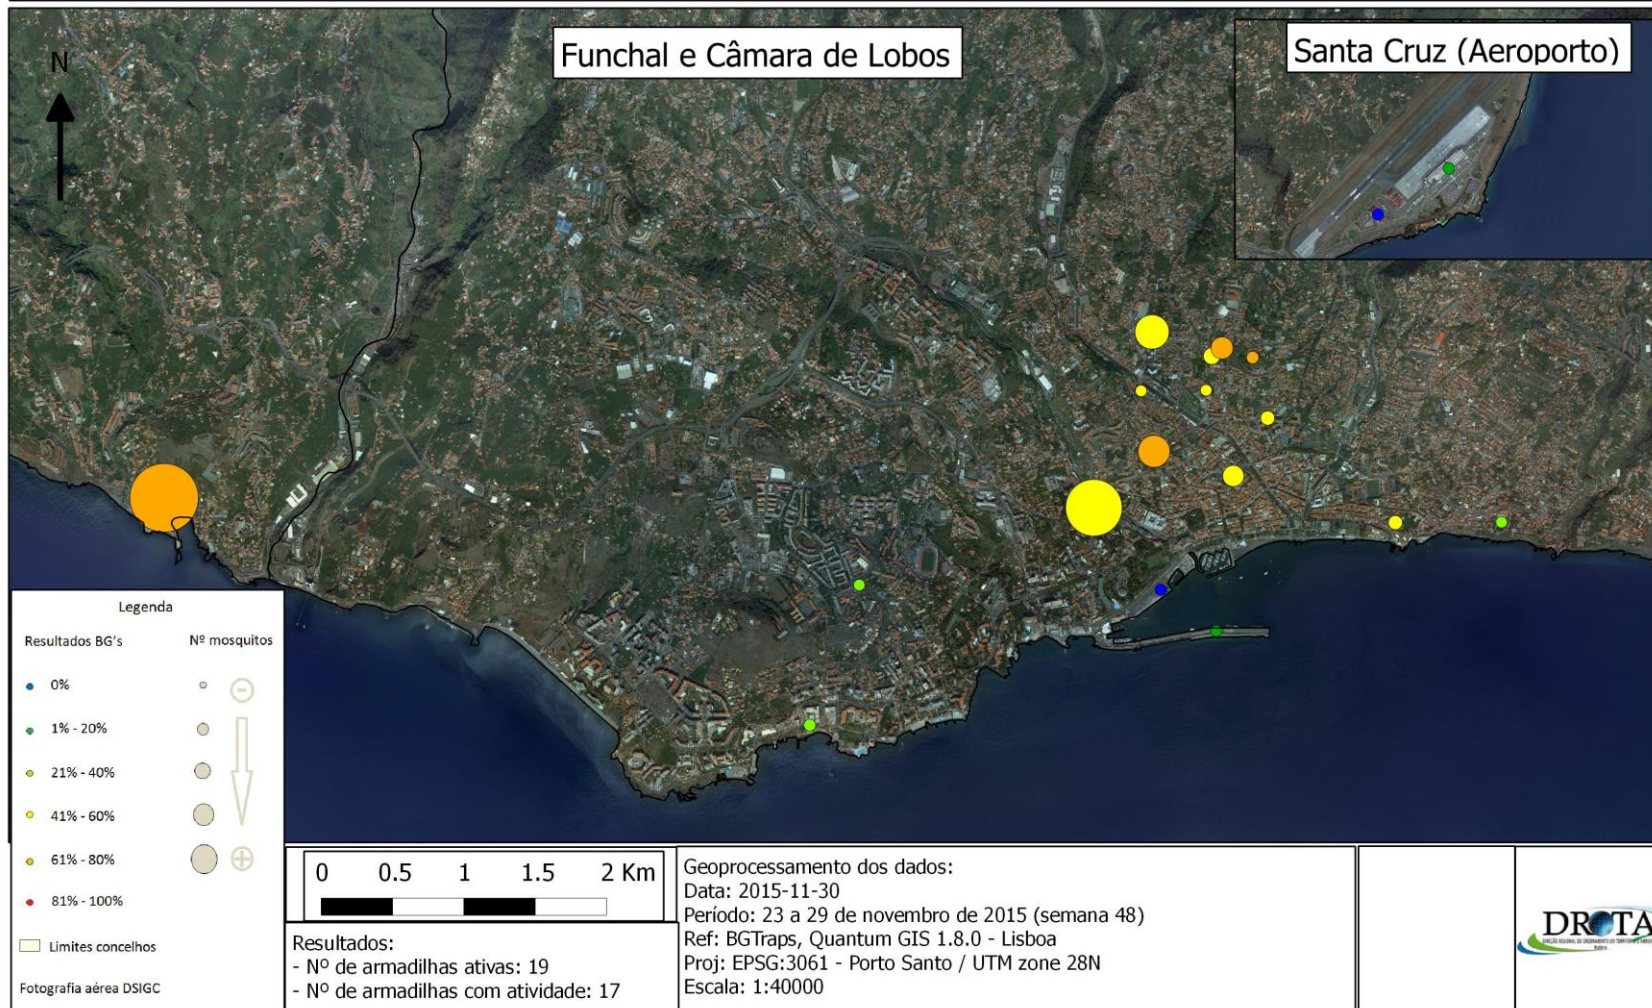 N
Funchal e Câmara de Lobos
Santa Cruz (Aeroporto)
Legenda
Resultados BG's
Nº mosquitos
0%
1% - 20%
21% - 40%
41% - 60%
61% - 80%
81% - 100%
Limites concelhos
Fotografia aérea DSIGC
0 0.5 1 1.5 2 Km
Resultados:
- Nº de armadilhas ativas: 19
- Nº de armadilhas com atividade: 17
Geoprocessamento dos dados:
Data: 2015-11-30
Período: 23 a 29 de novembro de 2015 (semana 48)
Ref: BGTraps, Quantum GIS 1.8.0 - Lisboa
Proj: EPSG:3061 - Porto Santo / UTM zone 28N
Escala: 1:40000
DROTA